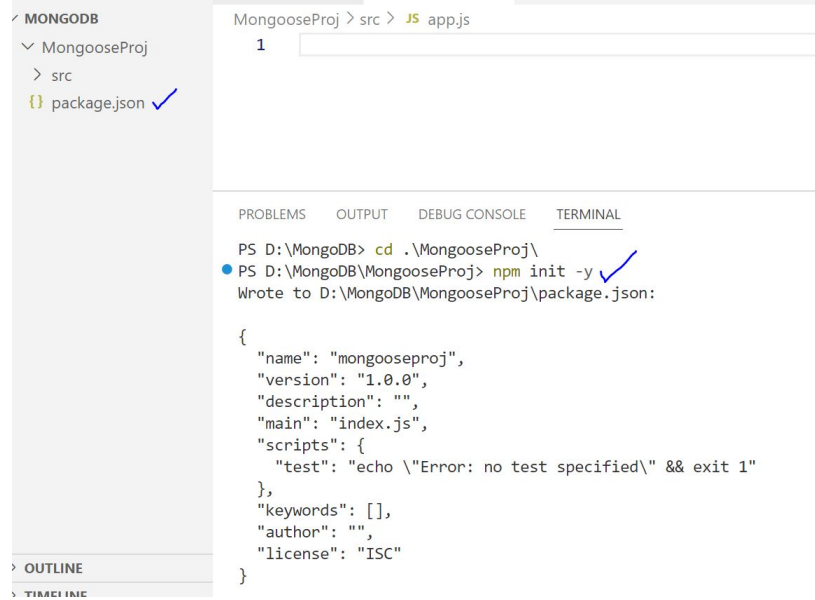 MONGODB
MongooseProj
src
{} package.json
MongooseProj > src > JS app.js
1
PROBLEMS OUTPUT DEBUG CONSOLE TERMINAL
PS D:\MongoDB> cd .\MongooseProj\
PS D:\MongoDB\MongooseProj> npm init -y
Wrote to D:\MongoDB\MongooseProj\package.json:
{
"name": "mongooseproj",
"version": "1.0.0",
"description": "",
"main": "index.js",
"scripts": {
"test": "echo \"Error: no test specified\" && exit 1"
},
"keywords": [],
"author": "",
"license": "ISC"
}
OUTLINE
TIMELINE